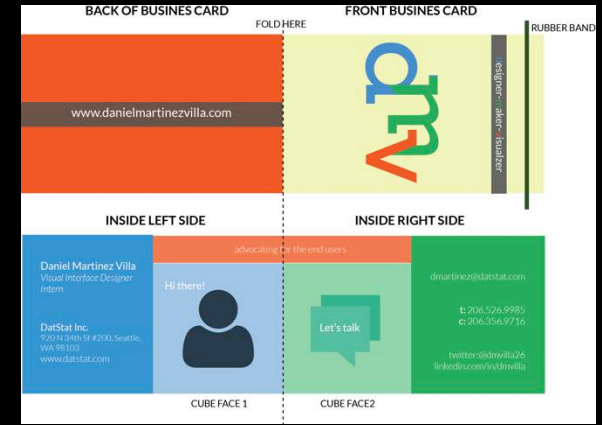 BACK OF BUSINES CARD
FRONT BUSINES CARD
FOLD HERE
RUBBER BAND
www.danielmartinezvilla.com
dmv
designer-maker-visualzer
INSIDE LEFT SIDE
INSIDE RIGHT SIDE
advocating for the end users
Daniel Martinez Villa
Visual Interface Designer
Intern
DatStat Inc.
920 N 34th St #200, Seattle,
WA 98103
www.datstat.com
Hi there!
Let's talk
dmartinez@datstat.com
t: 206.526.9985
c: 206.356.9716
twitter:@dmvilla26
linkedin.com/in/dmvilla
CUBE FACE 1
CUBE FACE2